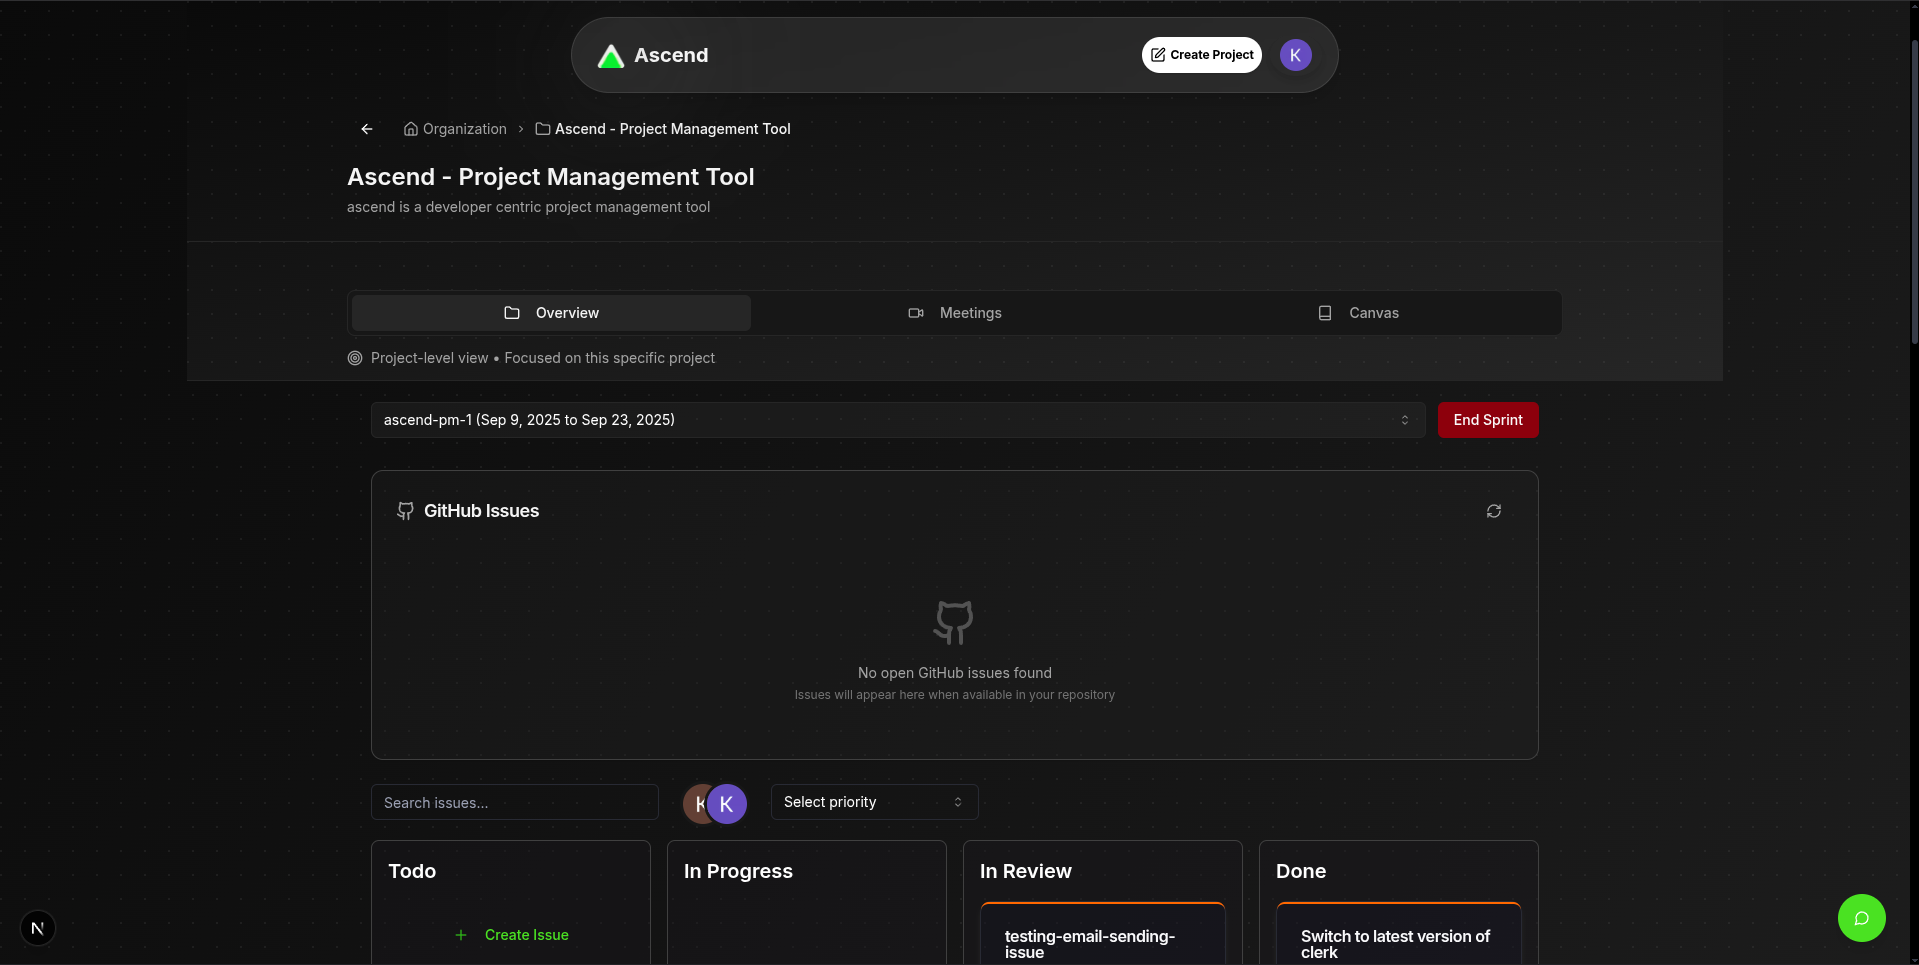 Ascend
Create Project
K
Organization
Ascend - Project Management Tool
Ascend - Project Management Tool
ascend is a developer centric project management tool
Overview
Meetings
Canvas
Project-level view • Focused on this specific project
ascend-pm-1 (Sep 9, 2025 to Sep 23, 2025)
End Sprint
GitHub Issues
No open GitHub issues found
Issues will appear here when available in your repository
Search issues...
K
K
Select priority
Todo
In Progress
In Review
Done
Create Issue
testing-email-sending-
issue
Switch to latest version of
clerk
N